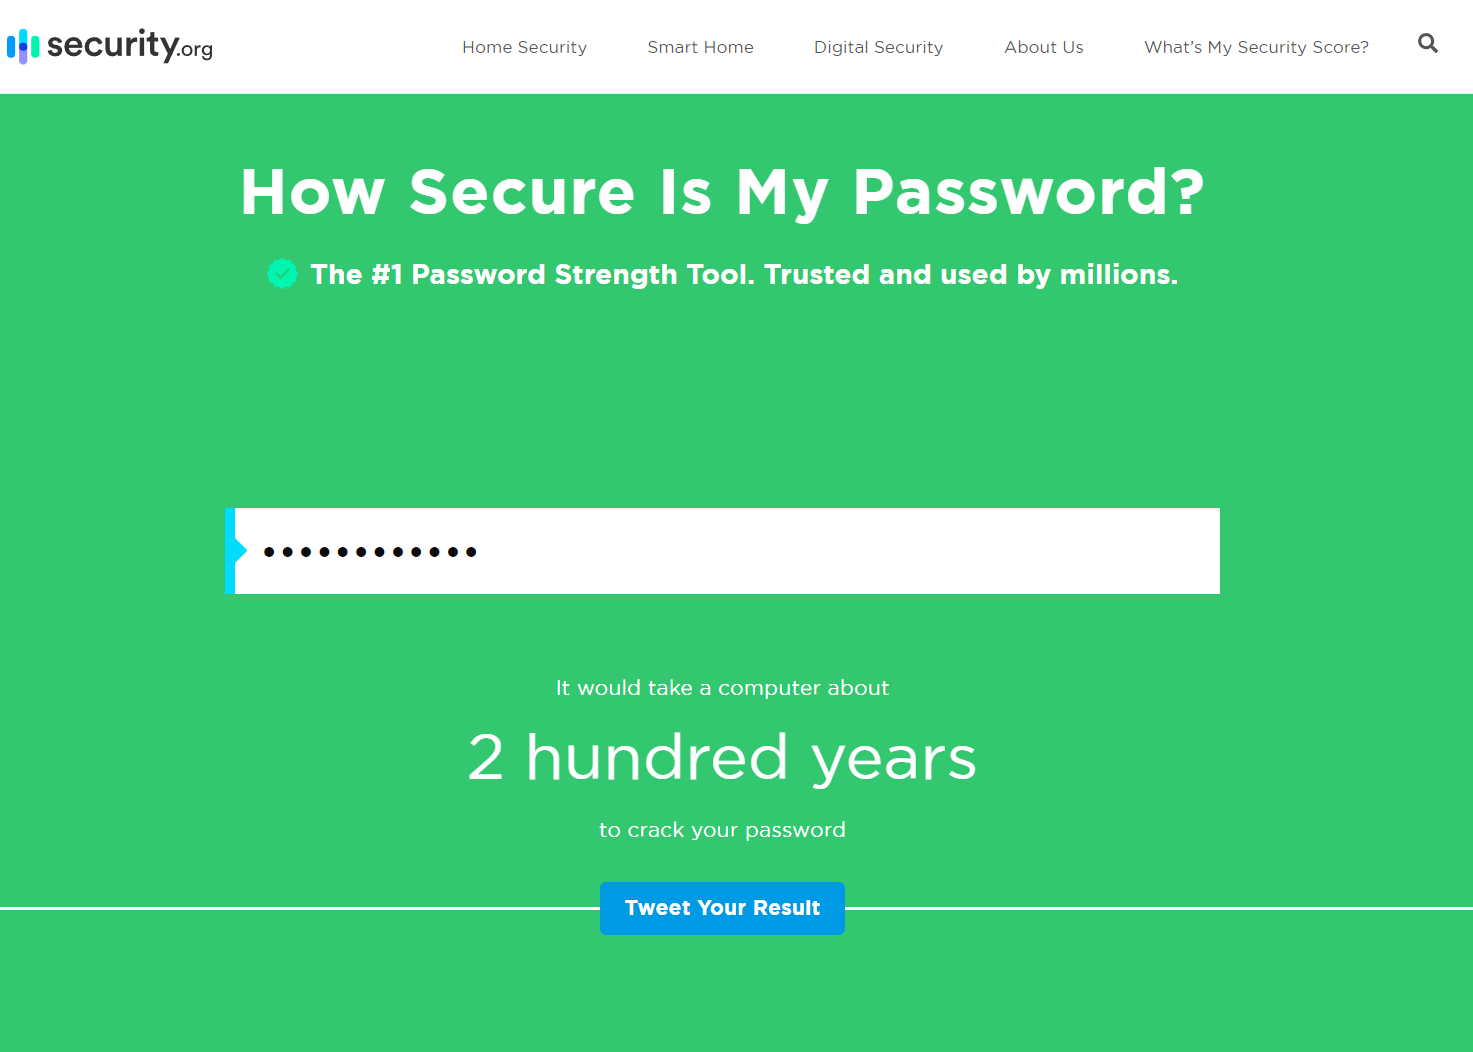 security.org
Home Security
Smart Home
Digital Security
About Us
What's My Security Score?
How Secure Is My Password?
The #1 Password Strength Tool. Trusted and used by millions.
••••••••••••
It would take a computer about
2 hundred years
to crack your password
Tweet Your Result